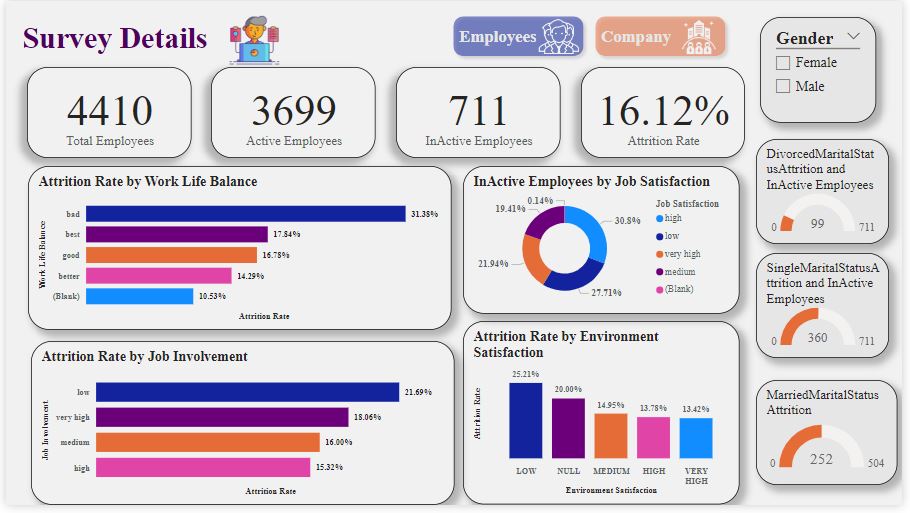 Survey Details
Employees
Company
Gender
Female
Male
4410
Total Employees
3699
Active Employees
711
InActive Employees
16.12%
Attrition Rate
Attrition Rate by Work Life Balance
Work Life Balance
bad
31.38%
best
17.84%
good
16.78%
better
14.29%
(Blank)
10.53%
Attrition Rate
InActive Employees by Job Satisfaction
0.14%
19.41%
30.8%
21.94%
27.71%
Job Satisfaction
high
low
very high
medium
(Blank)
DivorcedMaritalStat
usAttrition and
InActive Employees
0
99
711
SingleMaritalStatusA
ttrition and InActive
Employees
0
360
711
Attrition Rate by Job Involvement
Job Involvement
low
21.69%
very high
18.06%
medium
16.00%
high
15.32%
Attrition Rate
Attrition Rate by Environment
Satisfaction
Attrition Rate
25.21%
20.00%
14.95%
13.78%
13.42%
LOW
NULL
MEDIUM
HIGH
VERY
HIGH
Environment Satisfaction
MarriedMaritalStatus
Attrition
0
252
504